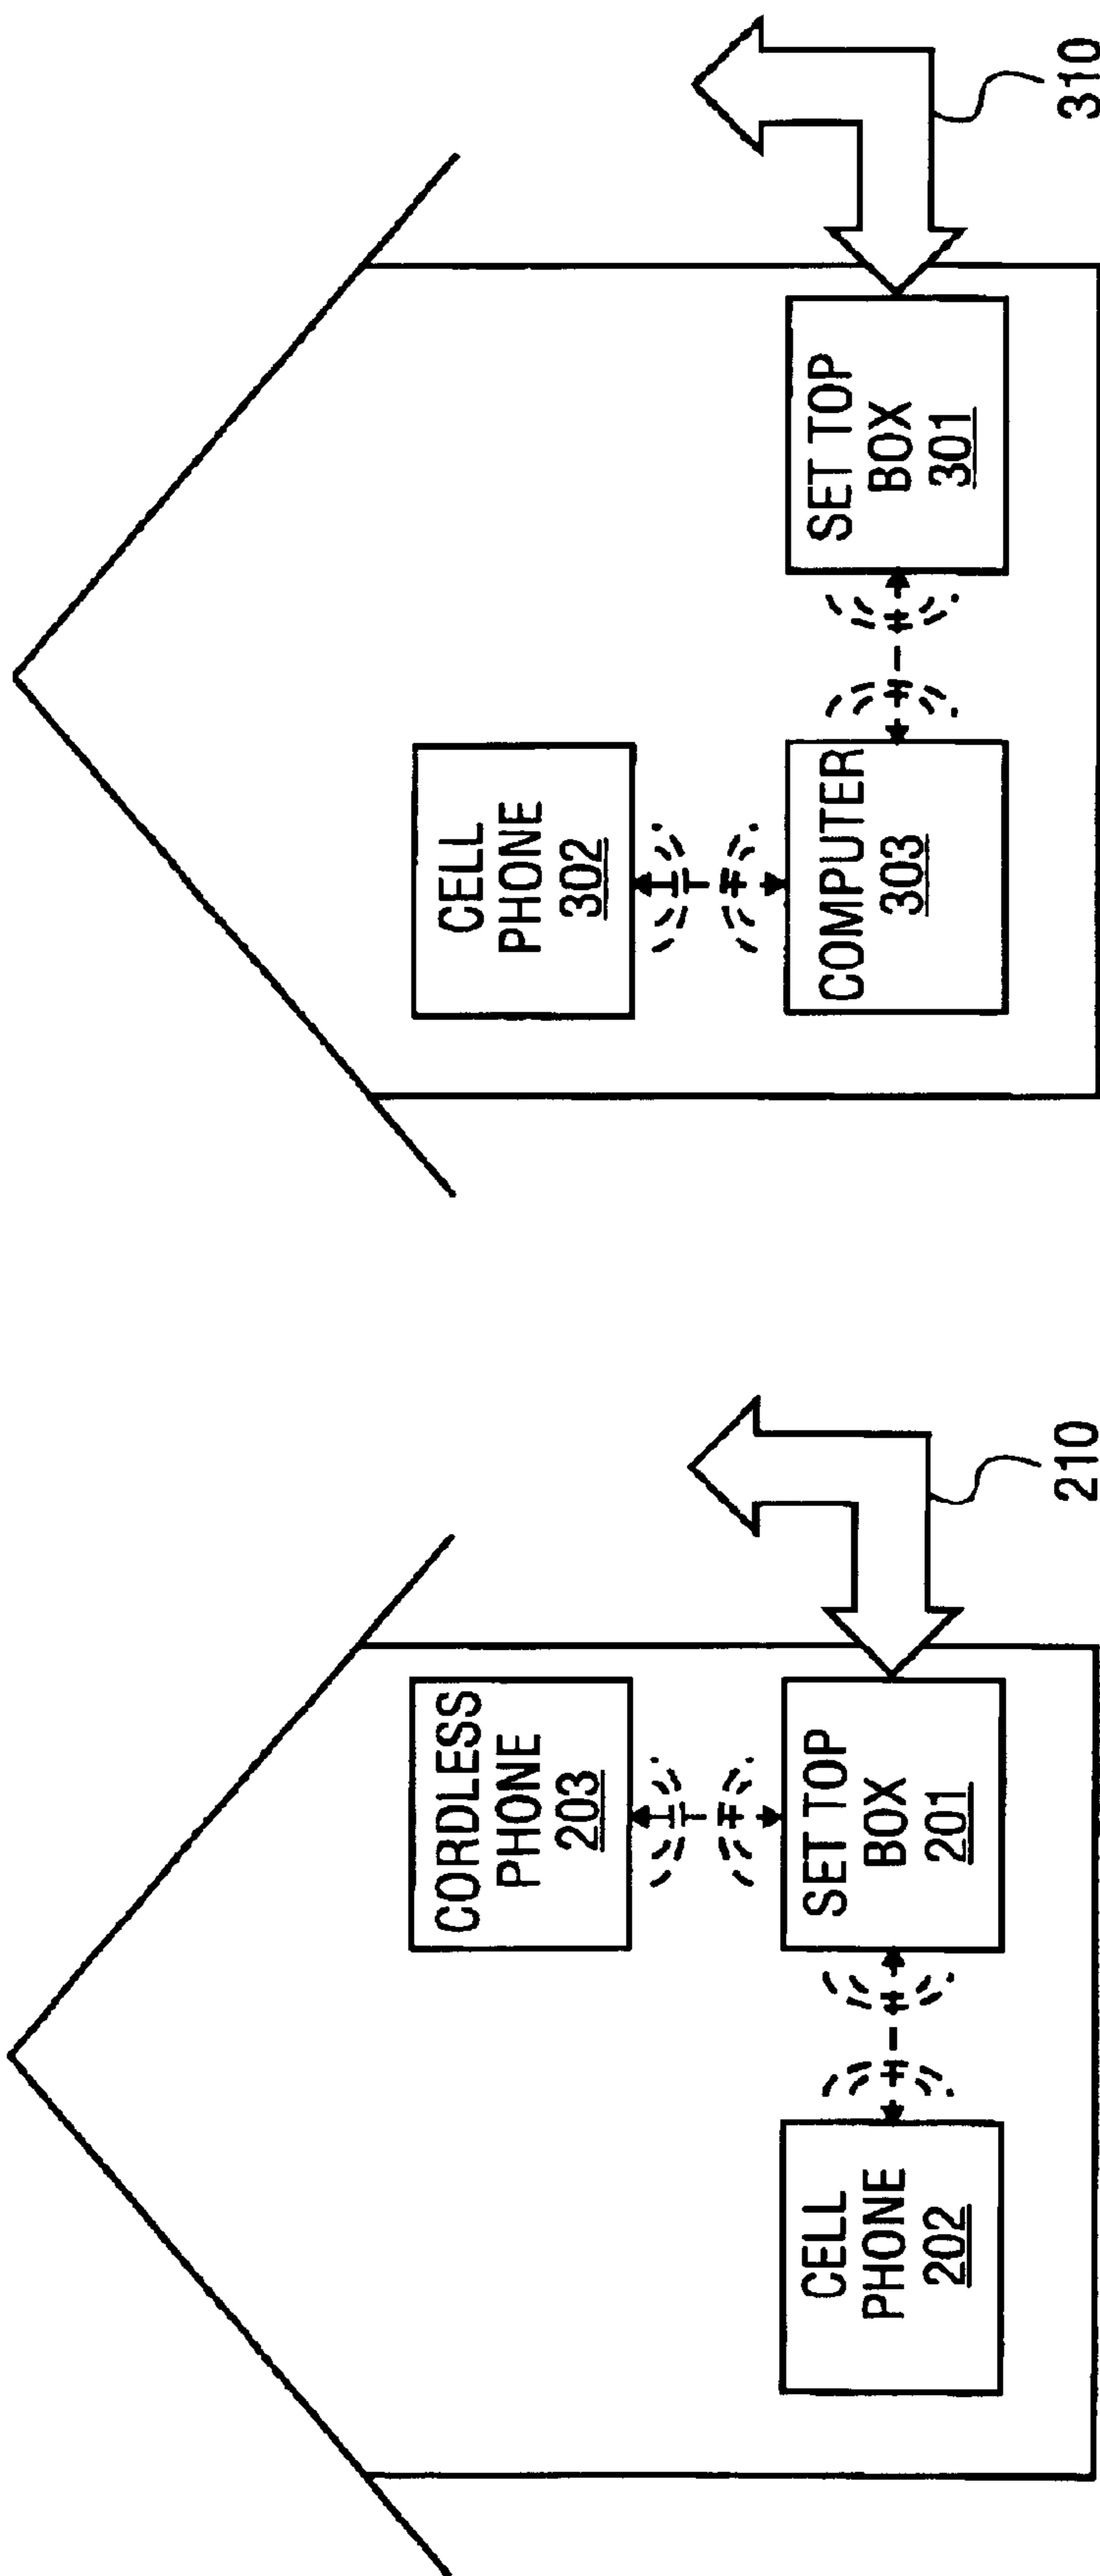 CORDLESS
PHONE
203
CELL
PHONE
202
SET TOP
BOX
201
210
CELL
PHONE
302
COMPUTER
303
SET TOP
BOX
301
310